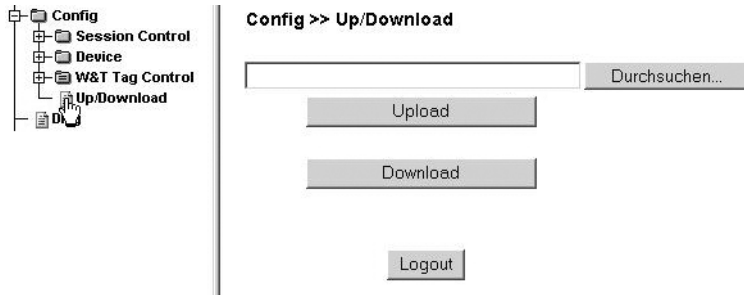 Config
Session Control
Device
W&T Tag Control
Up/Download
Config >> Up/Download
Durchsuchen...
Upload
Download
Logout